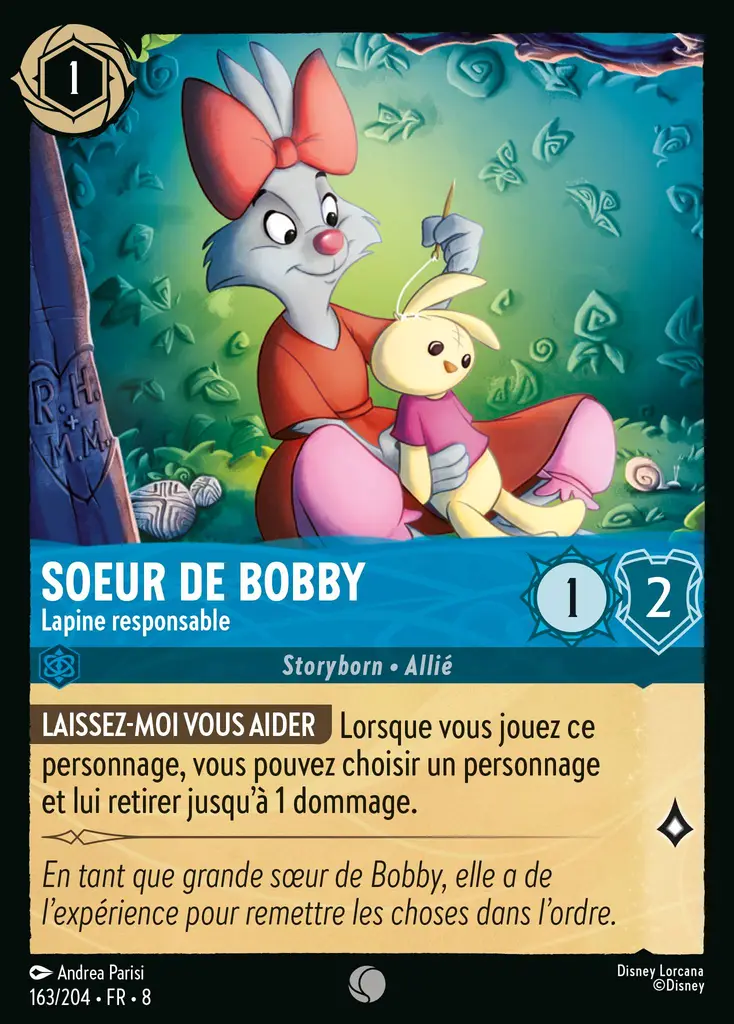 1
R.H.
+
M.M.
SOEUR DE BOBBY
Lapine responsable
1
2
Storyborn • Allié
LAISSEZ-MOI VOUS AIDER Lorsque vous jouez ce
personnage, vous pouvez choisir un personnage
et lui retirer jusqu'à 1 dommage.
En tant que grande sœur de Bobby, elle a de
l'expérience pour remettre les choses dans l'ordre.
Andrea Parisi
163/204 • FR • 8
Disney Lorcana
©Disney